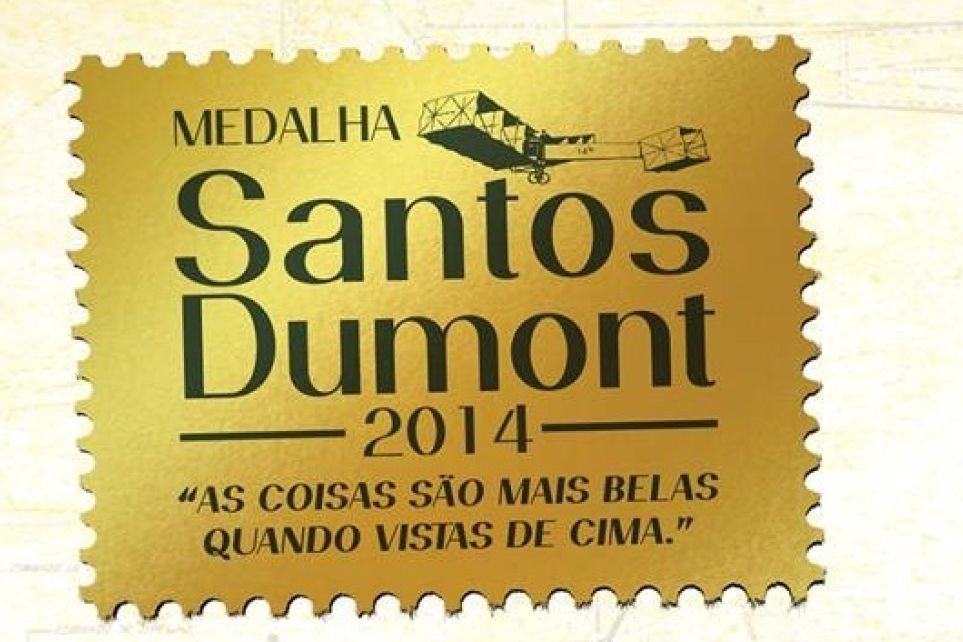 MEDALHA
Santos
Dumont
2014
“AS COISAS SÃO MAIS BELAS
QUANDO VISTAS DE CIMA.”